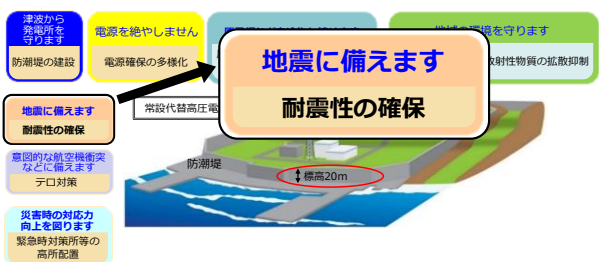 津波から
発電所を
守ります
防潮堤の建設
電源を絶やしません
電源確保の多様化
地域の環境を守ります
放射性物質の拡散抑制
地震に備えます
耐震性の確保
地震に備えます
耐震性の確保
常設代替高圧電
意図的な航空機衝突
などに備えます
テロ対策
防潮堤
標高20m
災害時の対応力
向上を図ります
緊急時対策所等の
高所配置